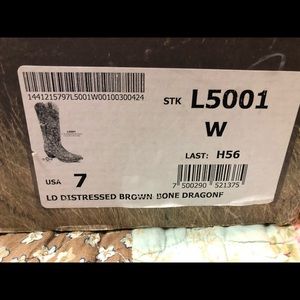 1441215797L5001W00100300424
STK L5001
W
LAST: H56
USA 7
7 500290 521375
LD DISTRESSED BROWN BONE DRAGONF